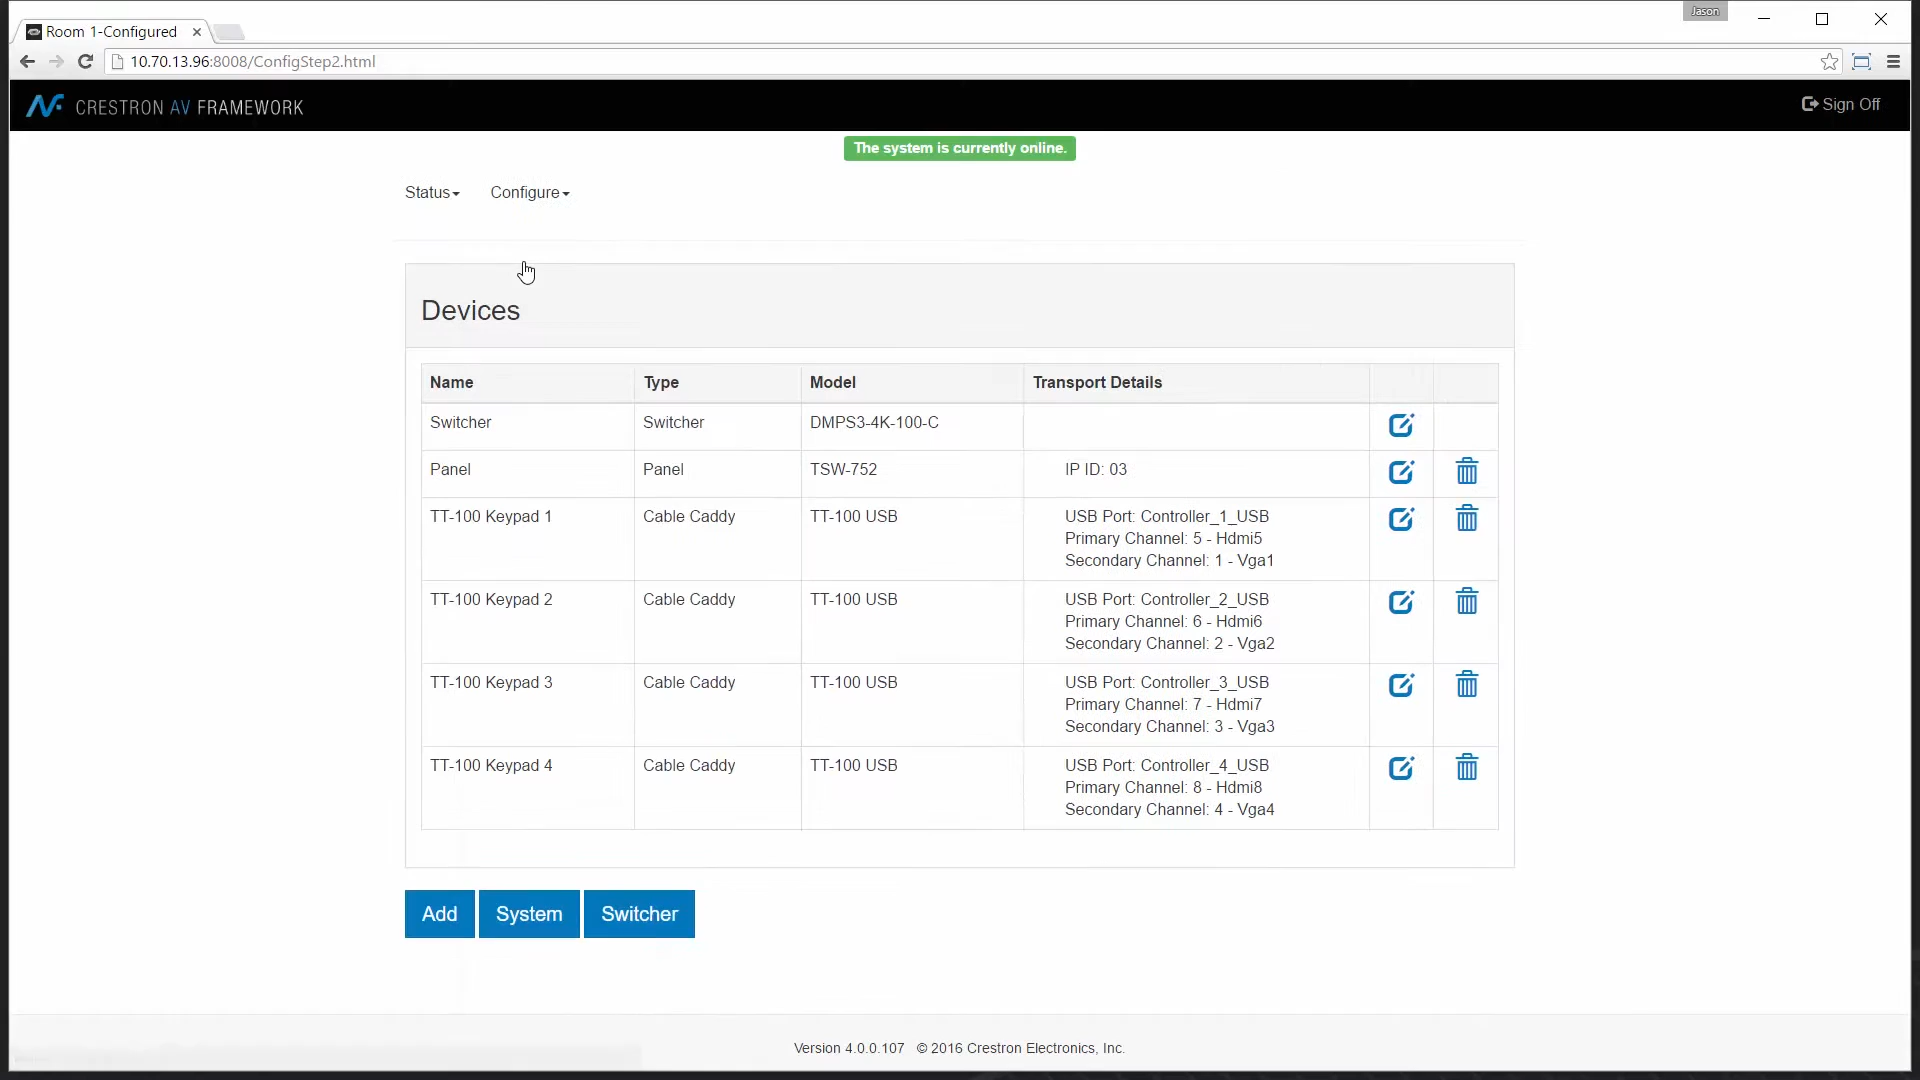 Jason
Room 1-Configured
10.70.13.96:8008/ConfigStep2.html
CRESTRON AV FRAMEWORK
Sign Off
The system is currently online.
Status Configure
Devices
Name Type Model Transport Details
Switcher Switcher DMPS3-4K-100-C
Panel Panel TSW-752 IP ID: 03
TT-100 Keypad 1 Cable Caddy TT-100 USB USB Port: Controller_1_USB
Primary Channel: 5 - Hdmi5
Secondary Channel: 1 - Vga1
TT-100 Keypad 2 Cable Caddy TT-100 USB USB Port: Controller_2_USB
Primary Channel: 6 - Hdmi6
Secondary Channel: 2 - Vga2
TT-100 Keypad 3 Cable Caddy TT-100 USB USB Port: Controller_3_USB
Primary Channel: 7 - Hdmi7
Secondary Channel: 3 - Vga3
TT-100 Keypad 4 Cable Caddy TT-100 USB USB Port: Controller_4_USB
Primary Channel: 8 - Hdmi8
Secondary Channel: 4 - Vga4
Add System Switcher
Version 4.0.0.107 © 2016 Crestron Electronics, Inc.